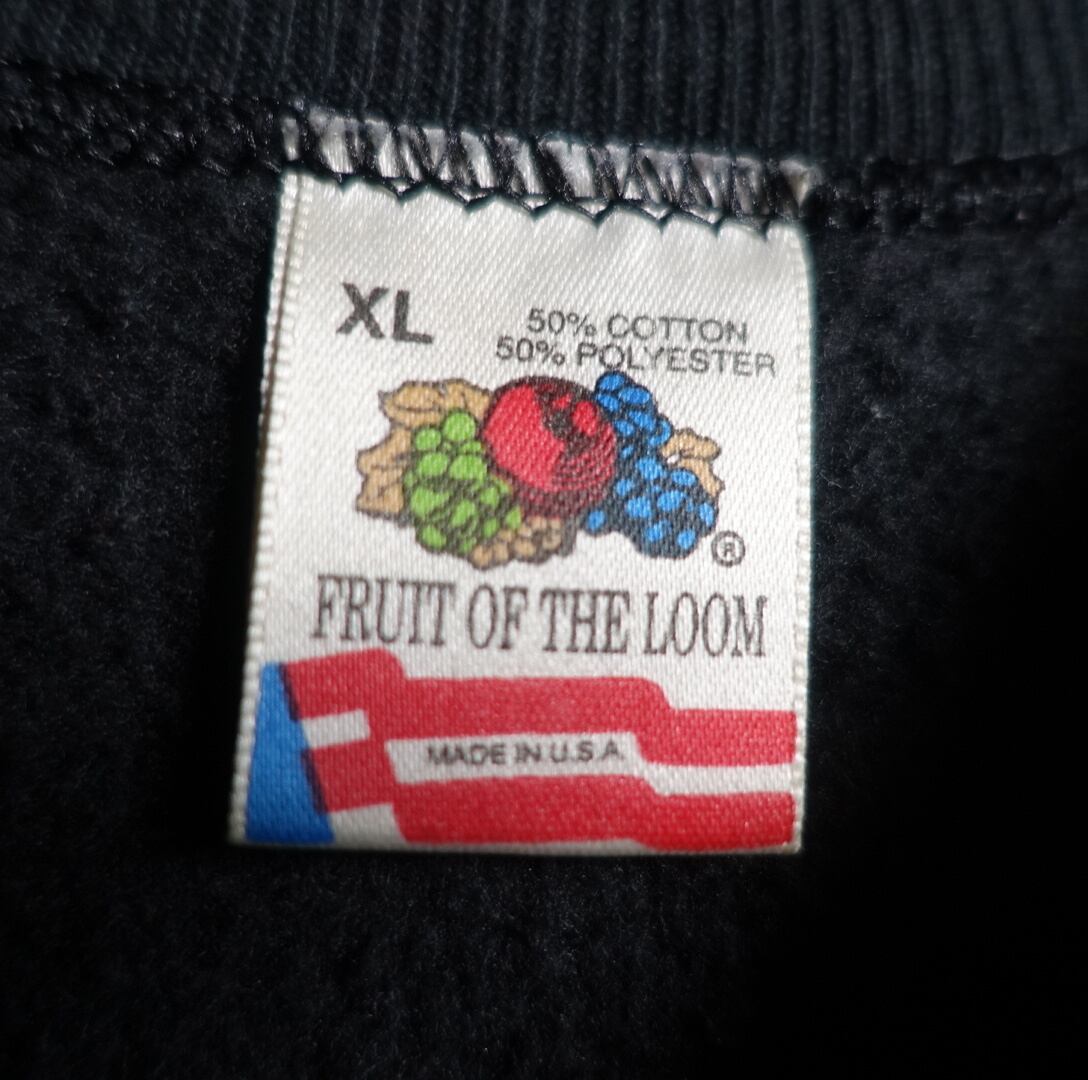 XL
50% COTTON
50% POLYESTER
®
FRUIT OF THE LOOM
MADE IN U.S.A.